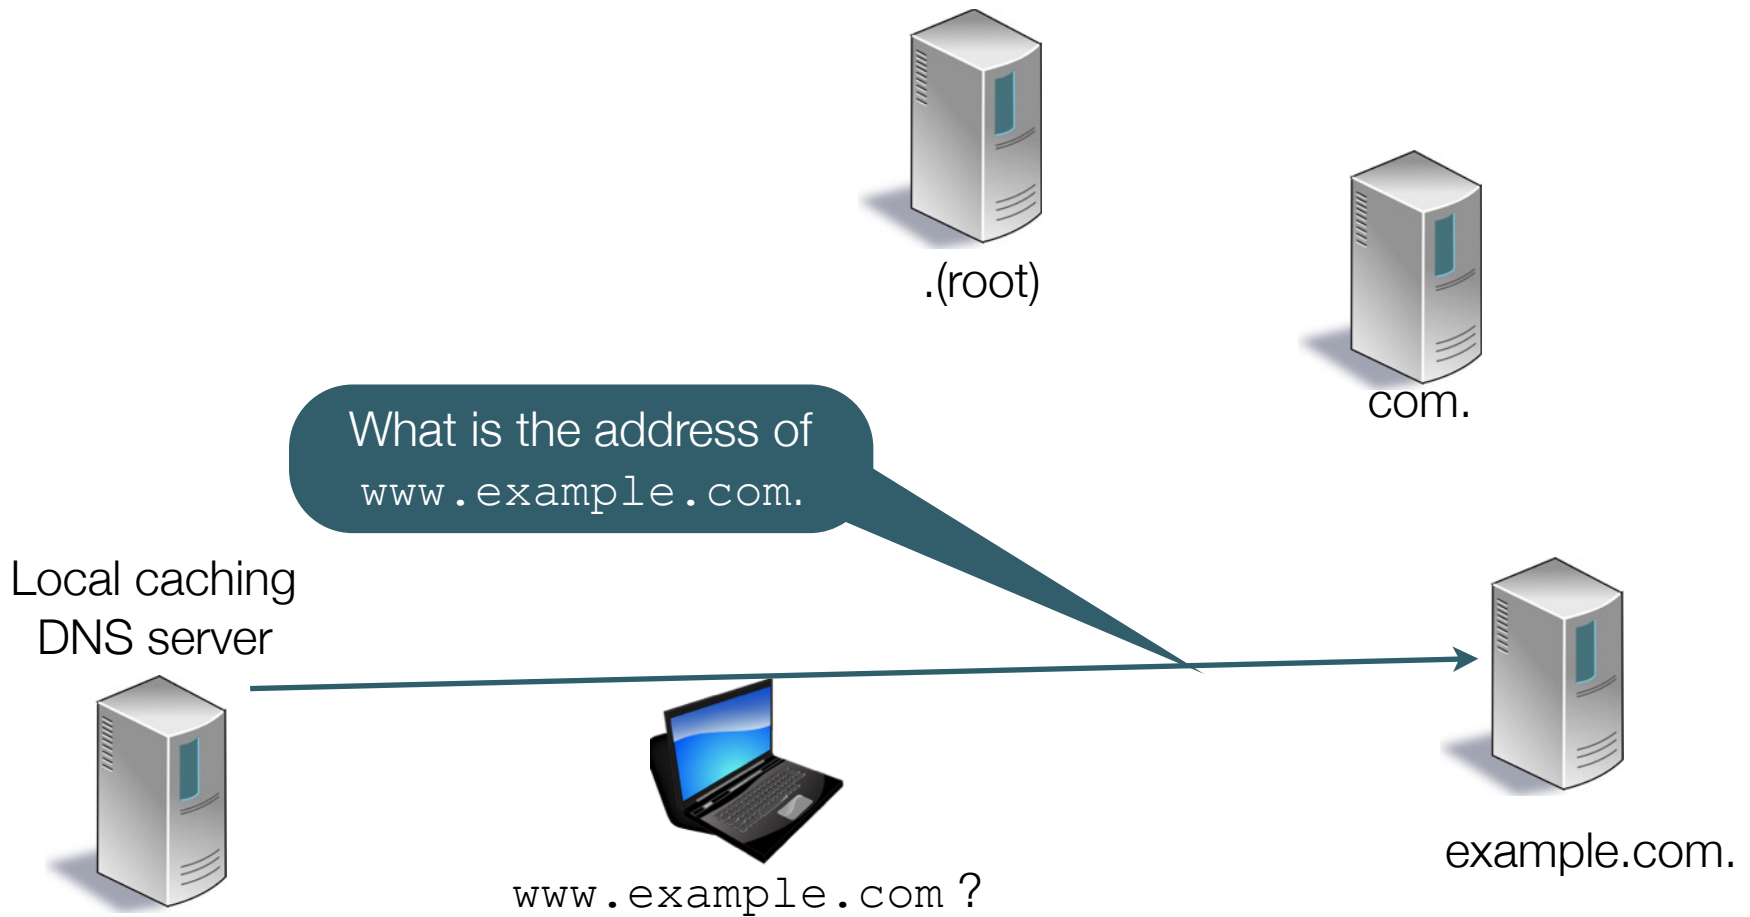 .(root)
com.
What is the address of
www.example.com.
Local caching
DNS server
example.com.
www.example.com ?